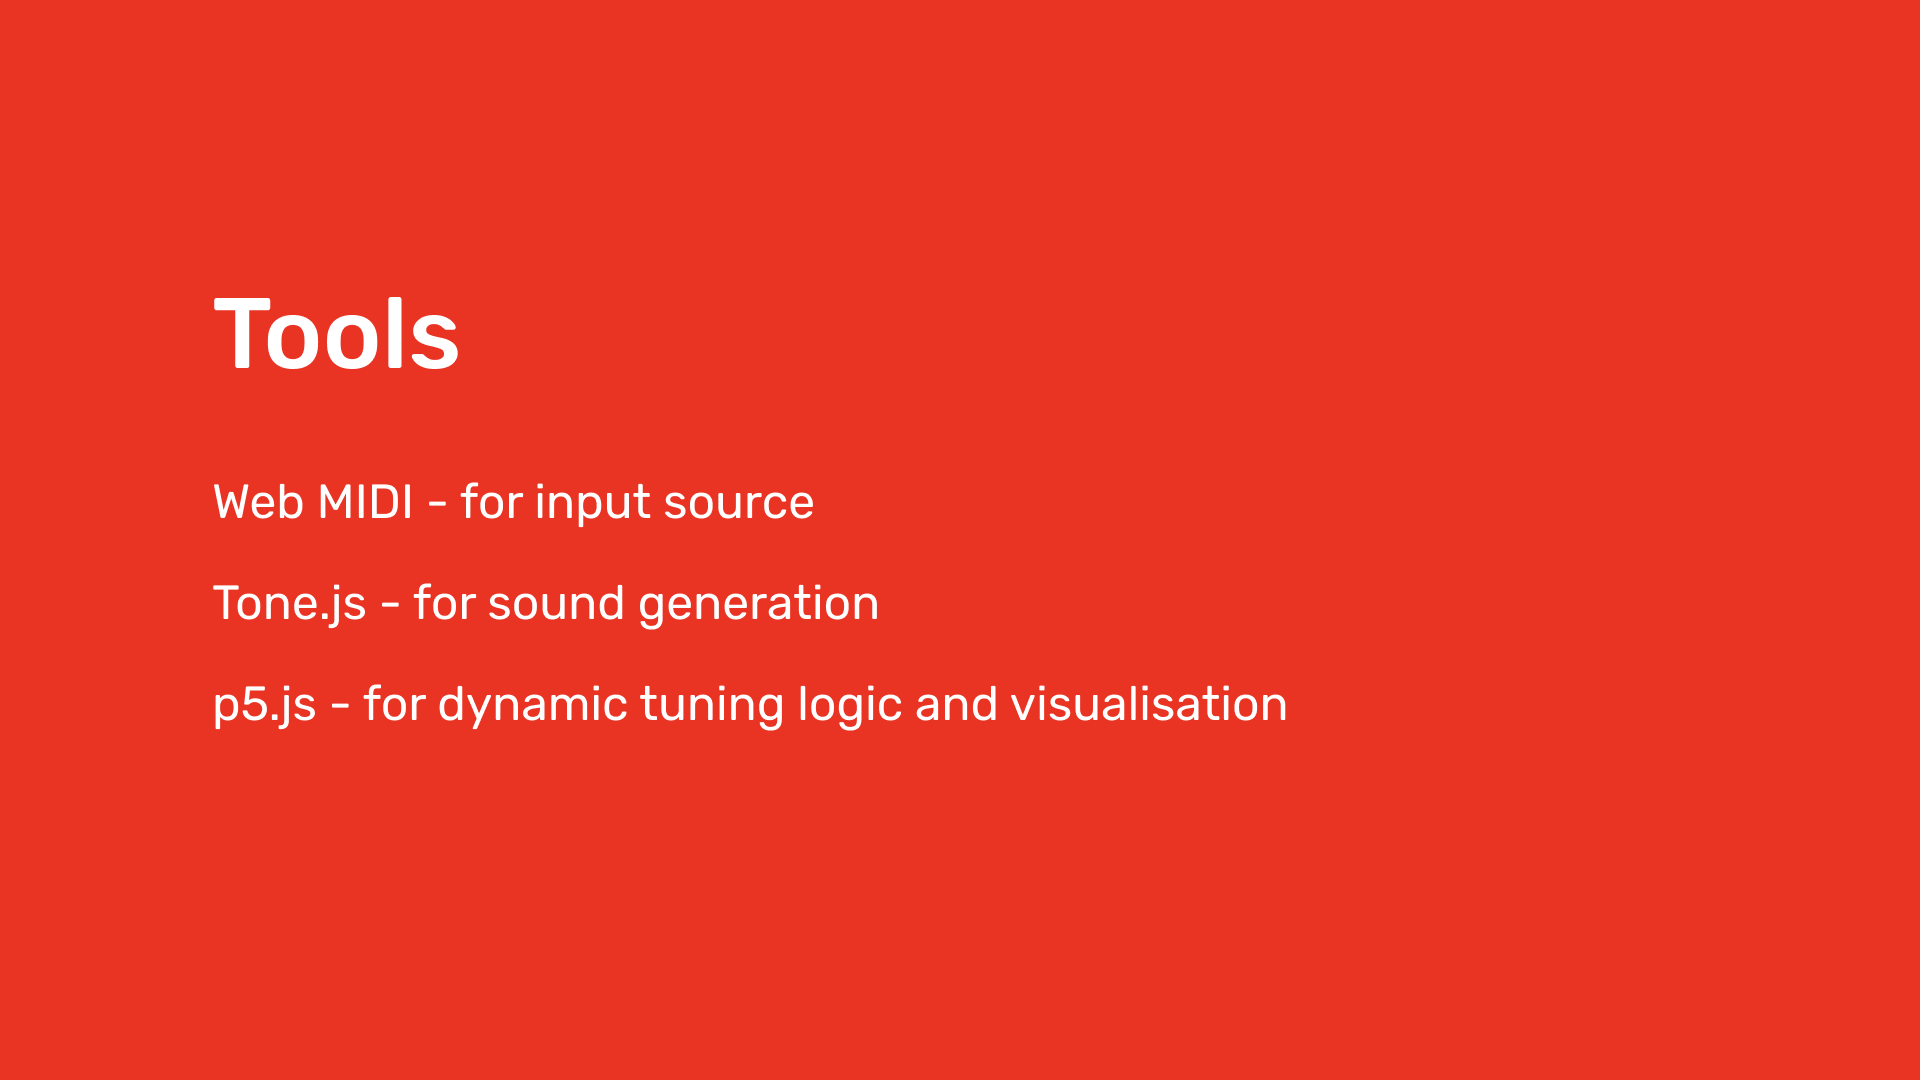 Tools
Web MIDI - for input source
Tone.js - for sound generation
p5.js - for dynamic tuning logic and visualisation